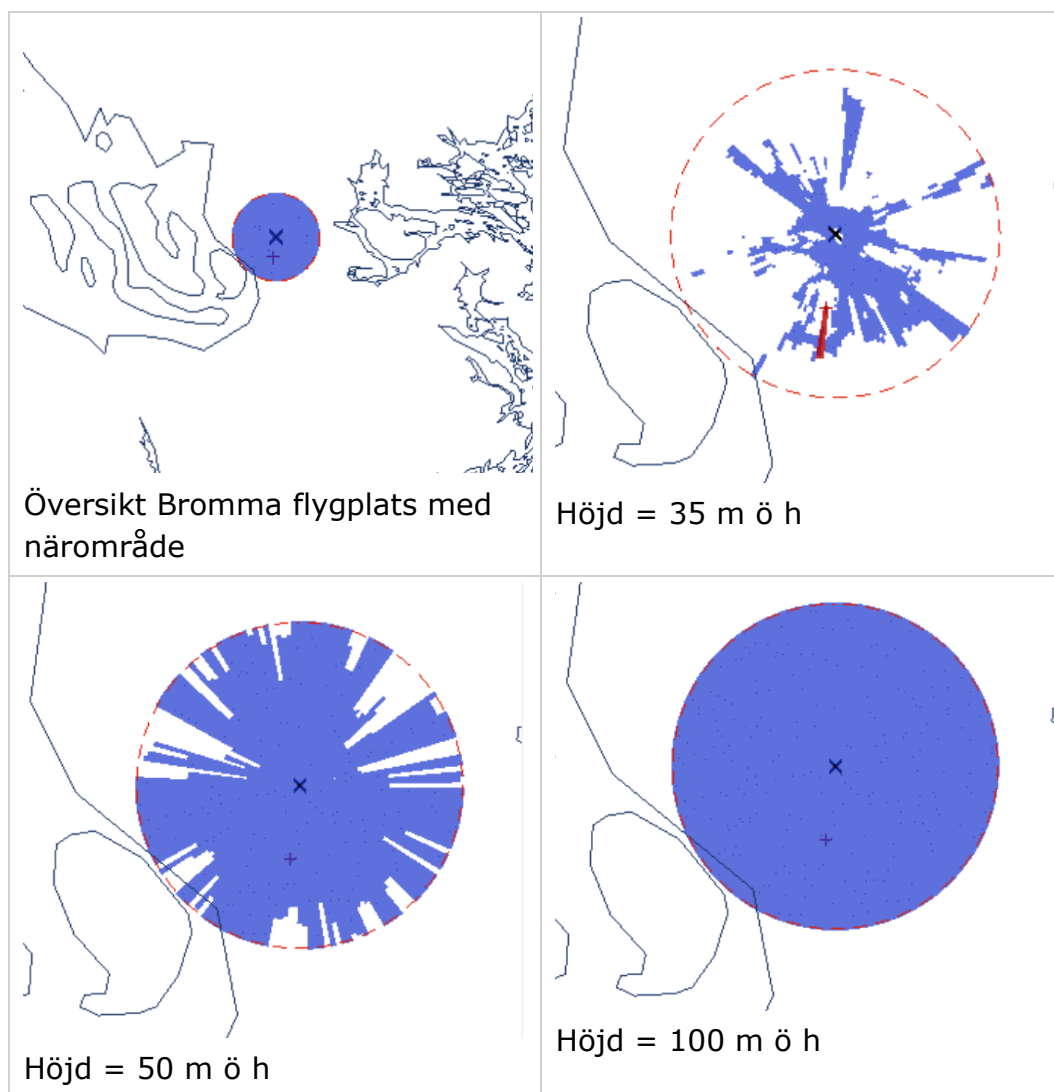 Översikt Bromma flygplats med
närområde
Höjd = 35 m ö h
Höjd = 50 m ö h
Höjd = 100 m ö h